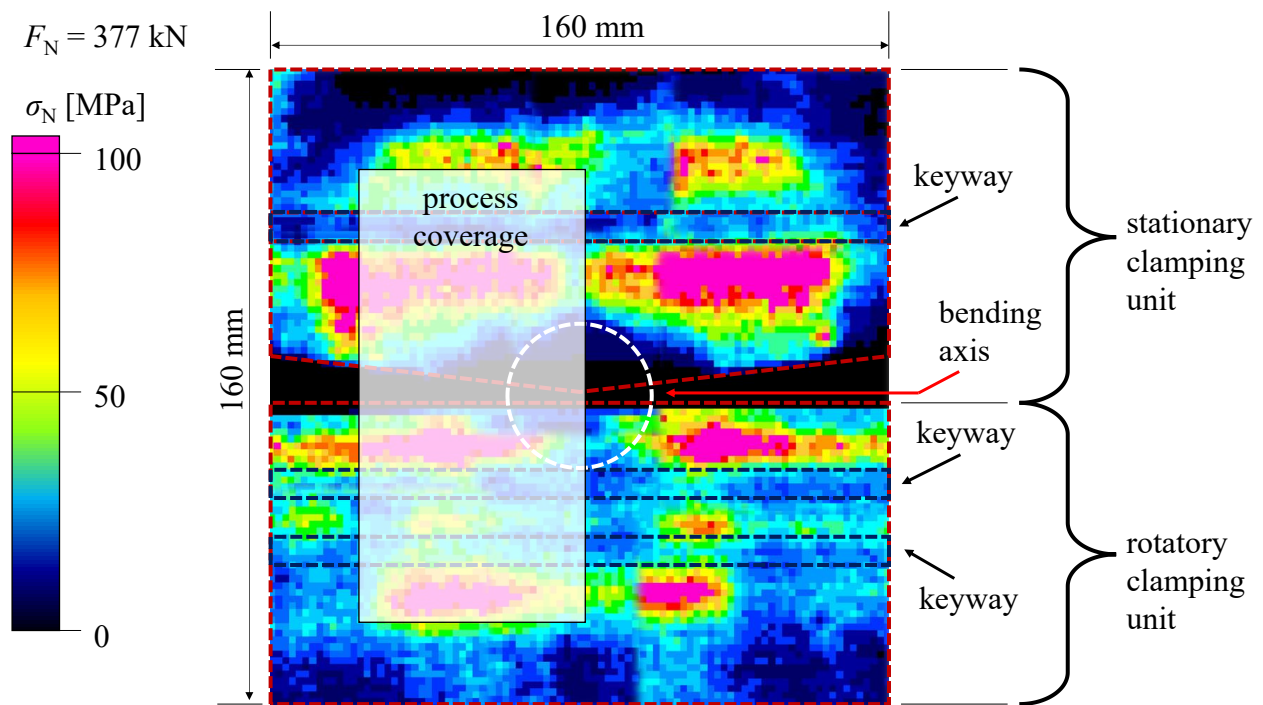 F_N = 377 kN
160 mm
σ_N [MPa]
100
50
0
160 mm
process
coverage
keyway
stationary
clamping
unit
bending
axis
keyway
keyway
rotatory
clamping
unit